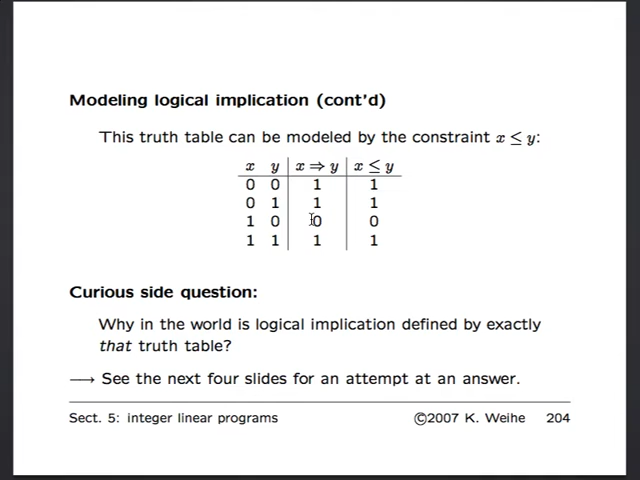 Modeling logical implication (cont'd)
This truth table can be modeled by the constraint x ≤ y:
x y x ⇒ y x ≤ y
0 0 1 1
0 1 1 1
1 0 0 0
1 1 1 1
Curious side question:
Why in the world is logical implication defined by exactly
that truth table?
⟶ See the next four slides for an attempt at an answer.
Sect. 5: integer linear programs ©2007 K. Weihe 204